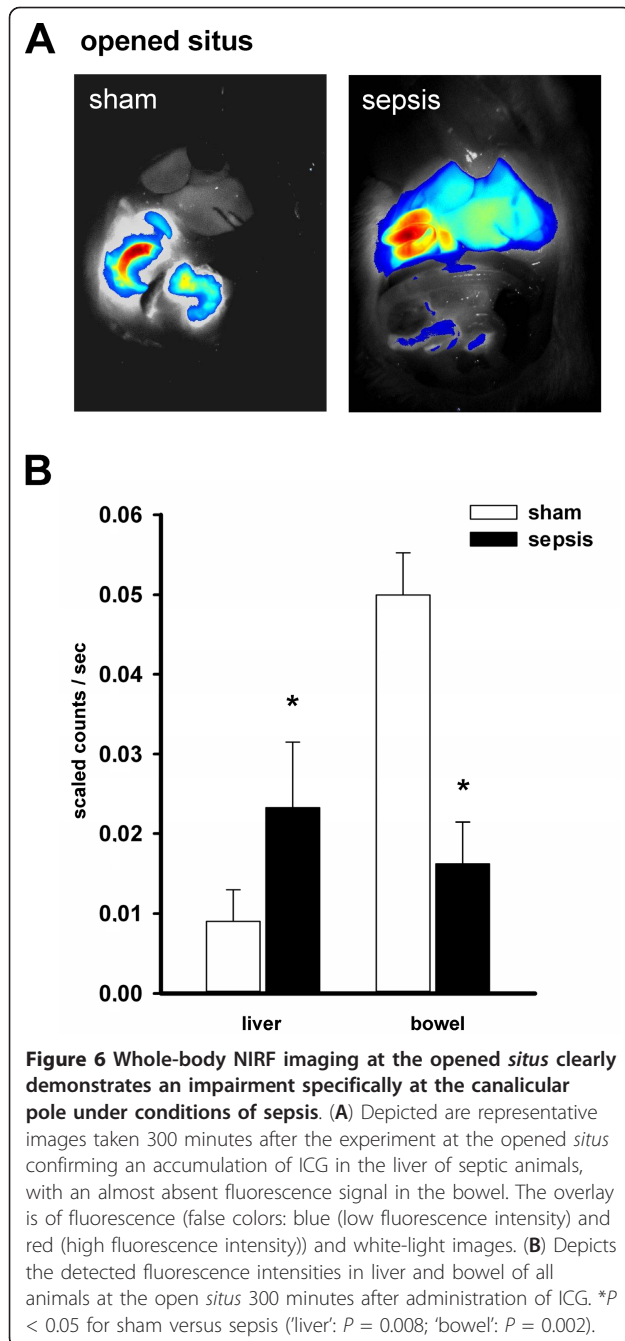 A opened situs
sham
sepsis
B
0.06
0.05
0.04
0.03
0.02
0.01
0.00
scaled counts / sec
sham
sepsis
*
*
liver
bowel
Figure 6 Whole-body NIRF imaging at the opened situs clearly
demonstrates an impairment specifically at the canalicular
pole under conditions of sepsis. (A) Depicted are representative
images taken 300 minutes after the experiment at the opened situs
confirming an accumulation of ICG in the liver of septic animals,
with an almost absent fluorescence signal in the bowel. The overlay
is of fluorescence (false colors: blue (low fluorescence intensity) and
red (high fluorescence intensity)) and white-light images. (B) Depicts
the detected fluorescence intensities in liver and bowel of all
animals at the open situs 300 minutes after administration of ICG. *P
< 0.05 for sham versus sepsis ('liver': P = 0.008; 'bowel': P = 0.002).